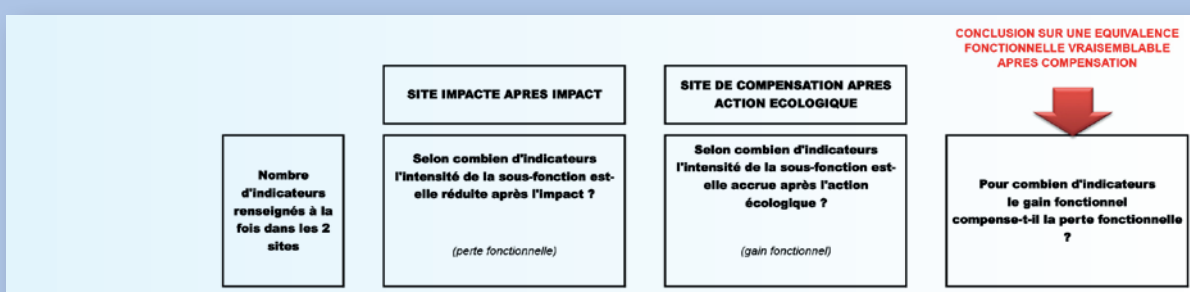 CONCLUSION SUR UNE EQUIVALENCE
FONCTIONNELLE VRAISEMBLABLE
APRES COMPENSATION
SITE IMPACTE APRES IMPACT
SITE DE COMPENSATION APRES
ACTION ECOLOGIQUE
Nombre
d'indicateurs
renseignés à la
fois dans les 2
sites
Selon combien d'indicateurs
l'intensité de la sous-fonction est-
elle réduite après l'impact ?
(perte fonctionnelle)
Selon combien d'indicateurs
l'intensité de la sous-fonction est-
elle accrue après l'action
écologique ?
(gain fonctionnel)
Pour combien d'indicateurs
le gain fonctionnel
compense-t-il la perte fonctionnelle
?